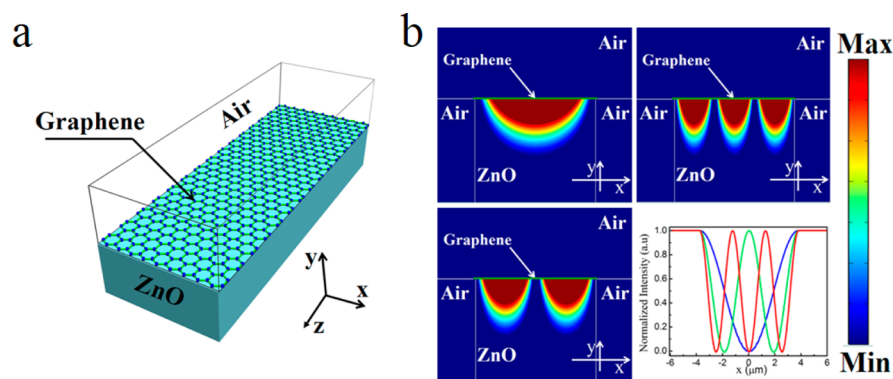 a
Graphene
Air
ZnO
y
x
z
b
Air
Graphene
Air
Air
ZnO
y
x
Air
Graphene
Air
Air
ZnO
y
x
Max
Air
Graphene
Air
Air
ZnO
y
x
Normalized Intensity (a.u)
1.0
0.8
0.6
0.4
0.2
0.0
-6 -4 -2 0 2 4 6
x (μm)
Min